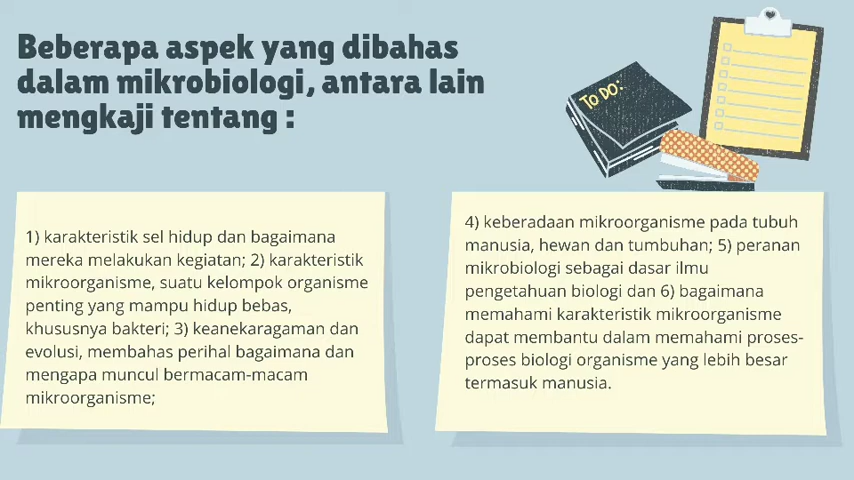 Beberapa aspek yang dibahas
dalam mikrobiologi, antara lain
mengkaji tentang :
TO DO:
1) karakteristik sel hidup dan bagaimana
mereka melakukan kegiatan; 2) karakteristik
mikroorganisme, suatu kelompok organisme
penting yang mampu hidup bebas,
khususnya bakteri; 3) keanekaragaman dan
evolusi, membahas perihal bagaimana dan
mengapa muncul bermacam-macam
mikroorganisme;
4) keberadaan mikroorganisme pada tubuh
manusia, hewan dan tumbuhan; 5) peranan
mikrobiologi sebagai dasar ilmu
pengetahuan biologi dan 6) bagaimana
memahami karakteristik mikroorganisme
dapat membantu dalam memahami proses-
proses biologi organisme yang lebih besar
termasuk manusia.